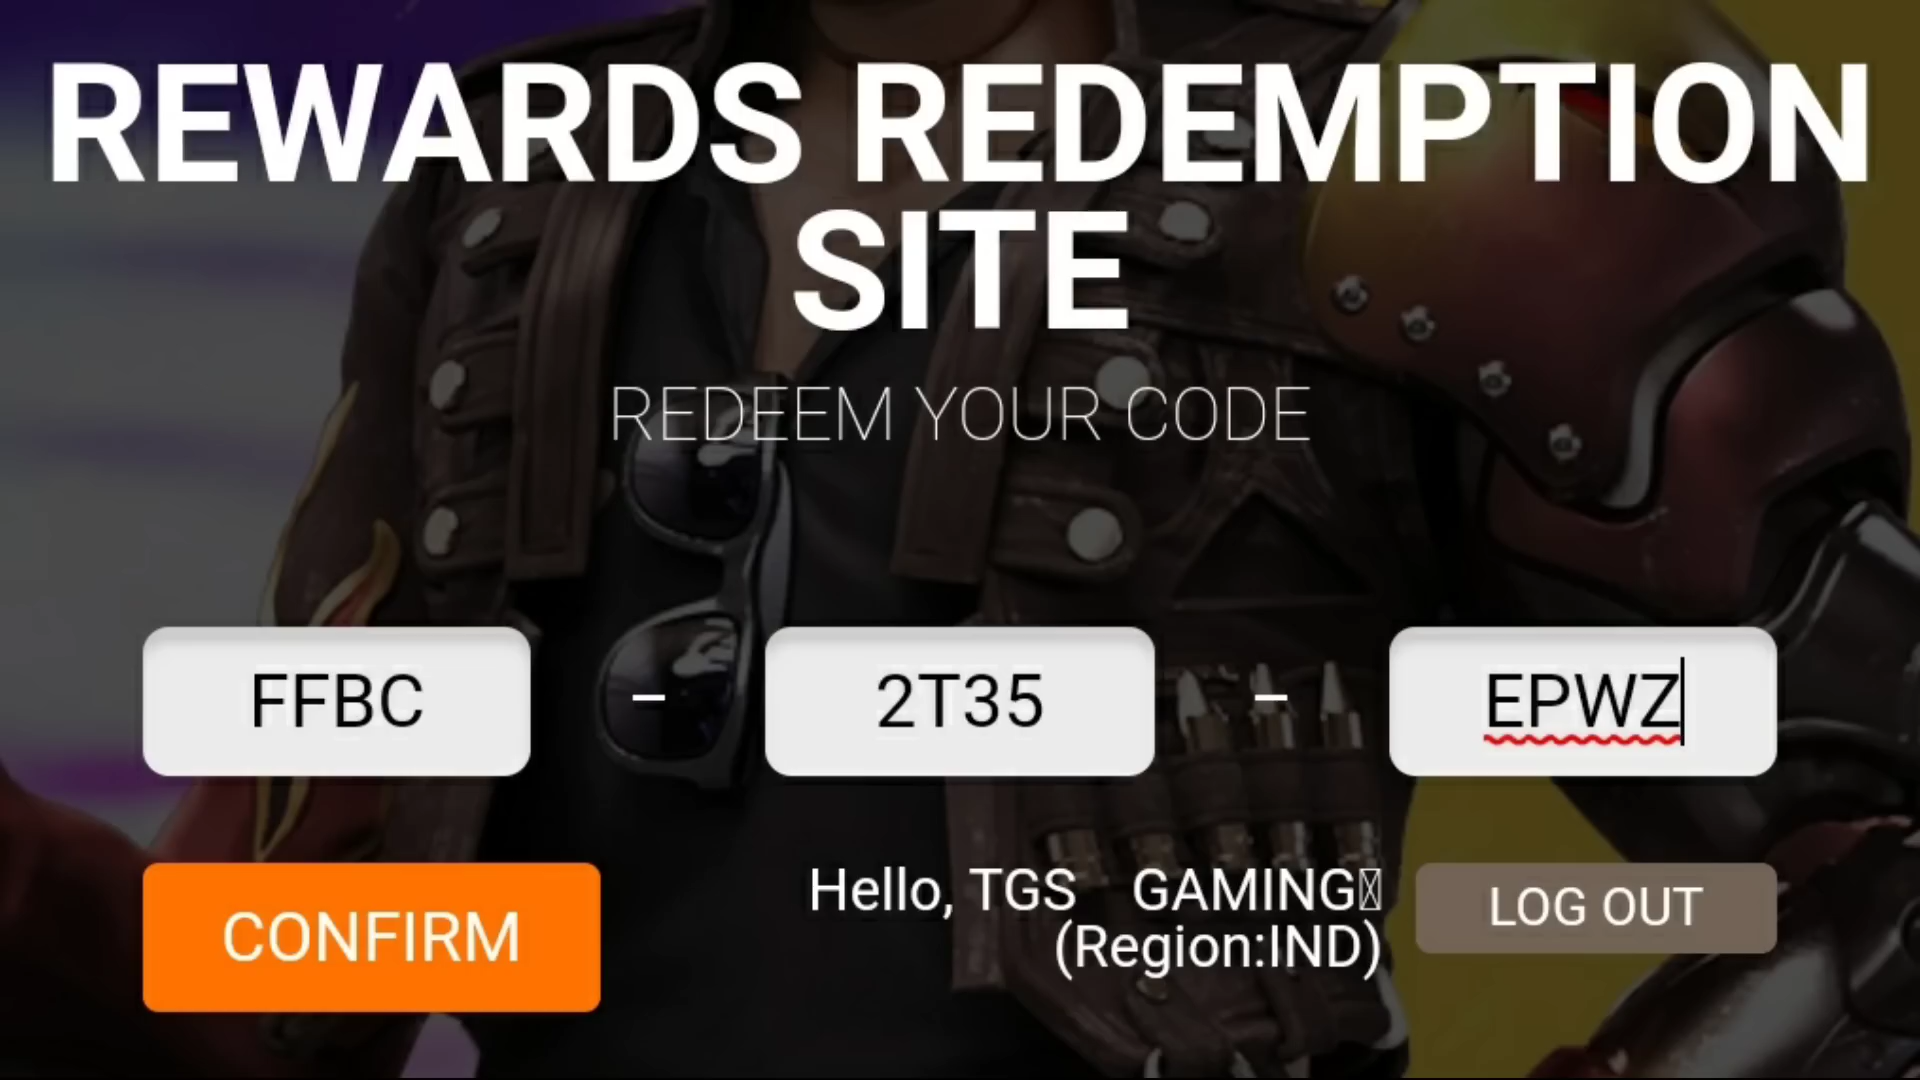 REWARDS REDEMPTION
SITE
REDEEM YOUR CODE
FFBC - 2T35 - EPWZ
CONFIRM
Hello, TGS GAMING
(Region:IND)
LOG OUT